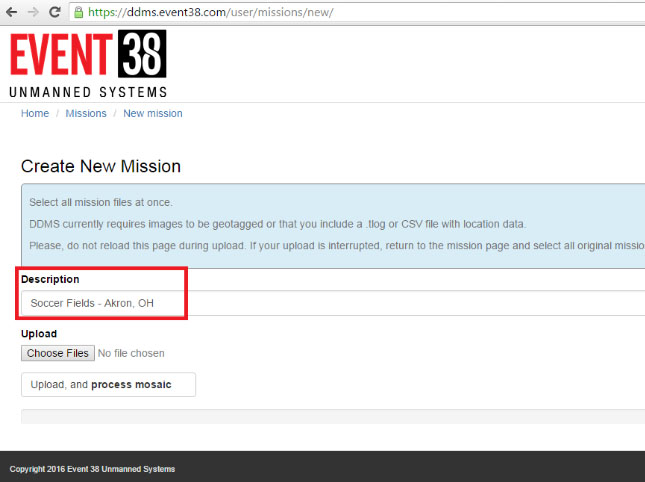 https://ddms.event38.com/user/missions/new/
EVENT 38
UNMANNED SYSTEMS
Home / Missions / New mission
Create New Mission
Select all mission files at once.
DDMS currently requires images to be geotagged or that you include a .tlog or CSV file with location data.
Please, do not reload this page during upload. If your upload is interrupted, return to the mission page and select all original missio
Description
Soccer Fields - Akron, OH
Upload
Choose Files No file chosen
Upload, and process mosaic
Copyright 2016 Event 38 Unmanned Systems